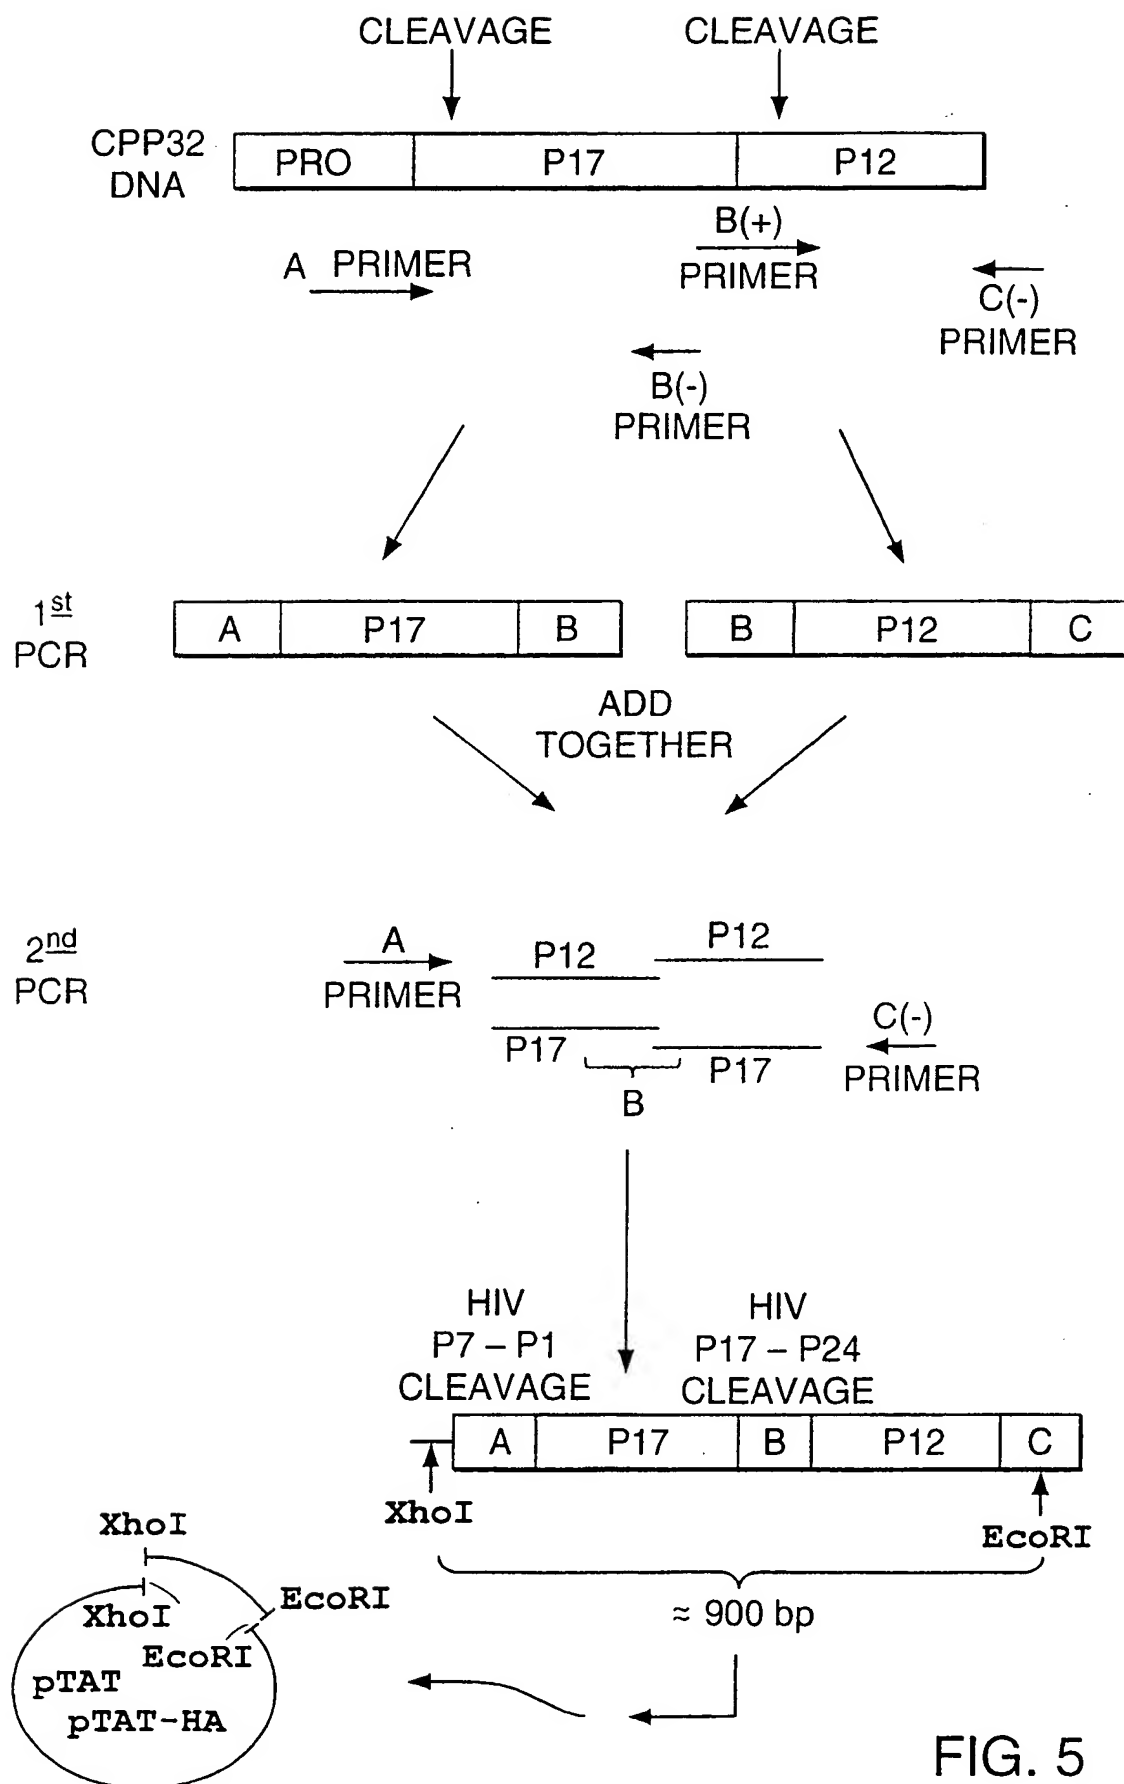 CLEAVAGE CLEAVAGE
CPP32
DNA
PRO P17 P12
A PRIMER
B(+)
PRIMER
C(-)
PRIMER
B(-)
PRIMER
1st
PCR
A P17 B B P12 C
ADD
TOGETHER
2nd
PCR
A
PRIMER
P12 P12
P17 P17
B
C(-)
PRIMER
HIV
P7 – P1
CLEAVAGE
HIV
P17 – P24
CLEAVAGE
A P17 B P12 C
XhoI
EcoRI
≈ 900 bp
XhoI
EcoRI
XhoI
EcoRI
pTAT
pTAT-HA
FIG. 5